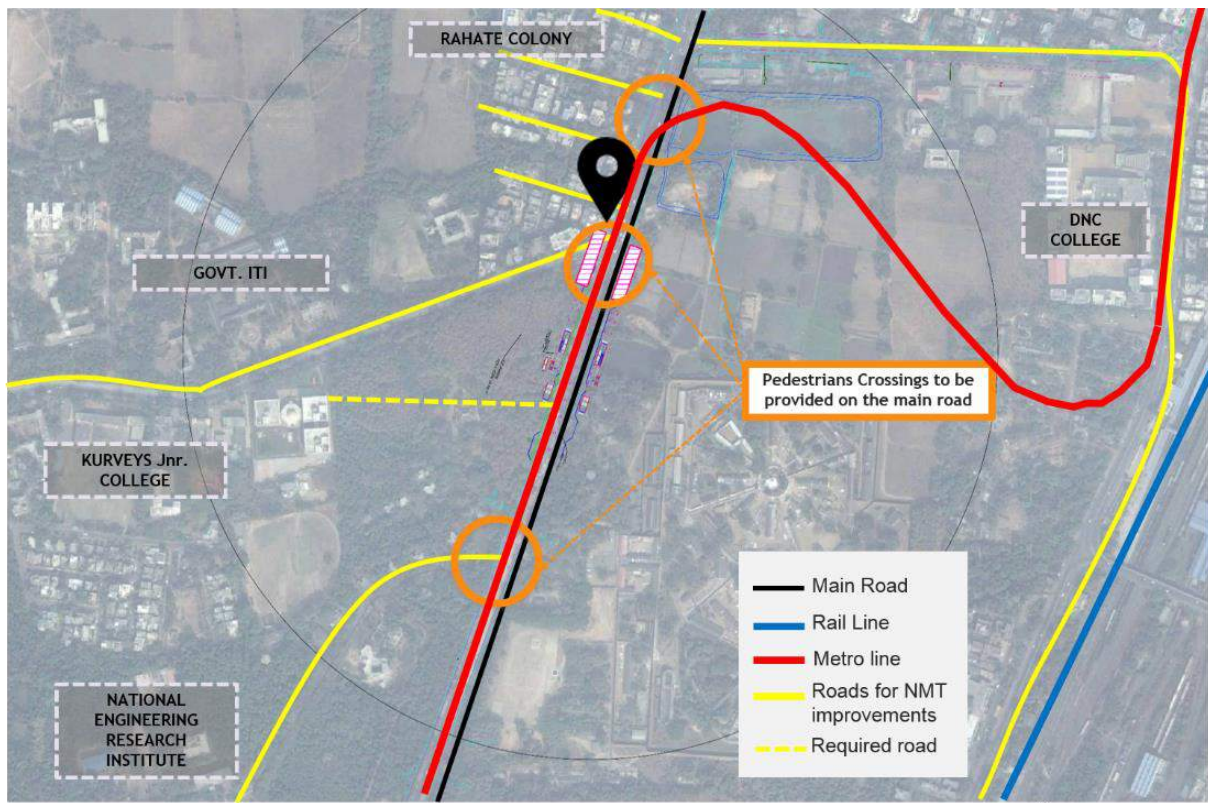 RAHATE COLONY
GOVT. ITI
DNC
COLLEGE
Pedestrians Crossings to be
provided on the main road
KURVEYS Jnr.
COLLEGE
NATIONAL
ENGINEERING
RESEARCH
INSTITUTE
Main Road
Rail Line
Metro line
Roads for NMT
improvements
Required road